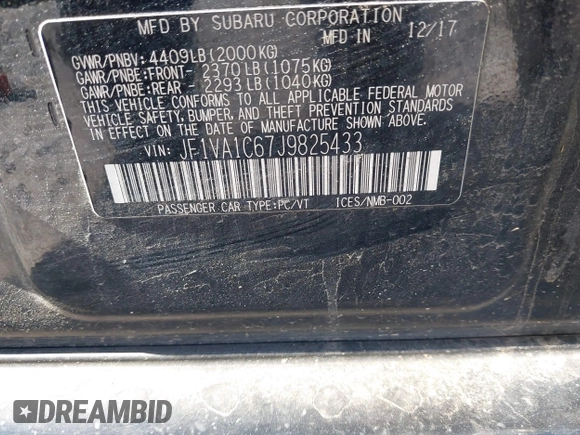 MFD BY SUBARU CORPORATION
MFD IN 12/17
GVWR/PNBV: 4409LB(2000KG)
GAWR/PNBE:FRONT- 2370LB(1075KG)
GAWR/PNBE:REAR - 2293LB(1040KG)
THIS VEHICLE CONFORMS TO ALL APPLICABLE FEDERAL MOTOR
VEHICLE SAFETY, BUMPER, AND THEFT PREVENTION STANDARDS
IN EFFECT ON THE DATE OF MANUFACTURE SHOWN ABOVE.
VIN: JF1VA1C67J9825433
PASSENGER CAR TYPE:PC/VT ICES/NMB-002
DREAMBID